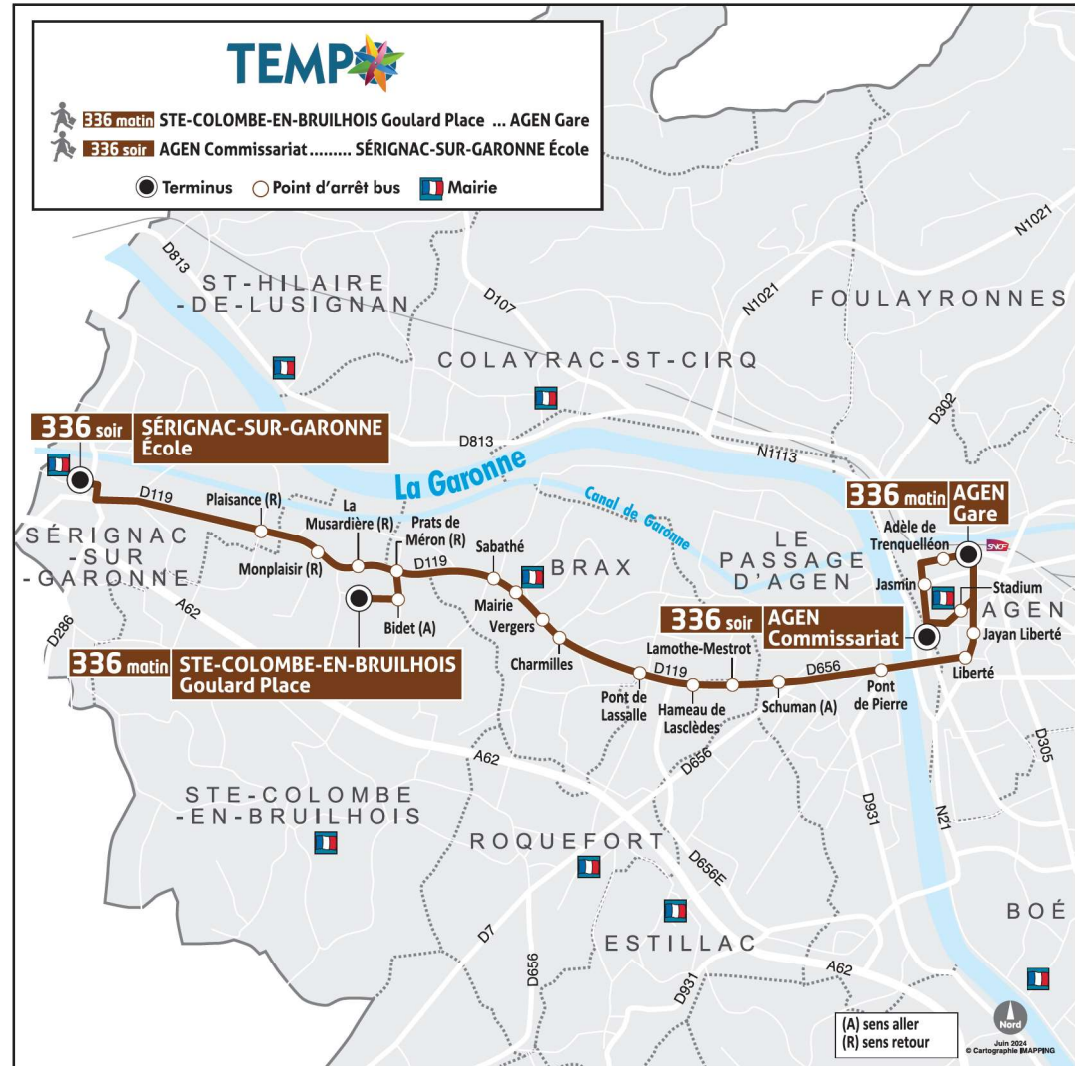 TEMPO
336 matin STE-COLOMBE-EN-BRUILHOIS Goulard Place ... AGEN Gare
336 soir AGEN Commissariat......... SÉRIGNAC-SUR-GARONNE École
Terminus Point d'arrêt bus Mairie
D813
ST-HILAIRE
-DE-LUSIGNAN
D107
N1021
N1021
FOULAYRONNES
COLAYRAC-ST-CIRQ
D302
D813
N1113
336 soir SÉRIGNAC-SUR-GARONNE
École
La Garonne
Canal de Garonne
336 matin AGEN
Gare
SNCF
D119
Plaisance (R)
La
Musardière (R)
Prats de
Méron (R)
Monplaisir (R)
D119
Sabathé
BRAX
LE
PASSAGE
D'AGEN
Adèle de
Trenquelléon
Jasmin
Stadium
AGEN
SÉRIGNAC
-SUR
-GARONNE
A62
D286
Bidet (A)
Mairie
Vergers
Charmilles
336 soir AGEN
Commissariat
Jayan Liberté
Liberté
336 matin STE-COLOMBE-EN-BRUILHOIS
Goulard Place
Lamothe-Mestrot
D119
D656
Pont de
Lassalle
Hameau de
Lasclèdes
Schuman (A)
Pont
de Pierre
D656
D305
A62
STE-COLOMBE
-EN-BRUILHOIS
ROQUEFORT
D931
N21
D656E
D7
D656
ESTILLAC
D931
A62
BOÉ
(A) sens aller
(R) sens retour
Nord
Juin 2024
© Cartographie IMAPPING